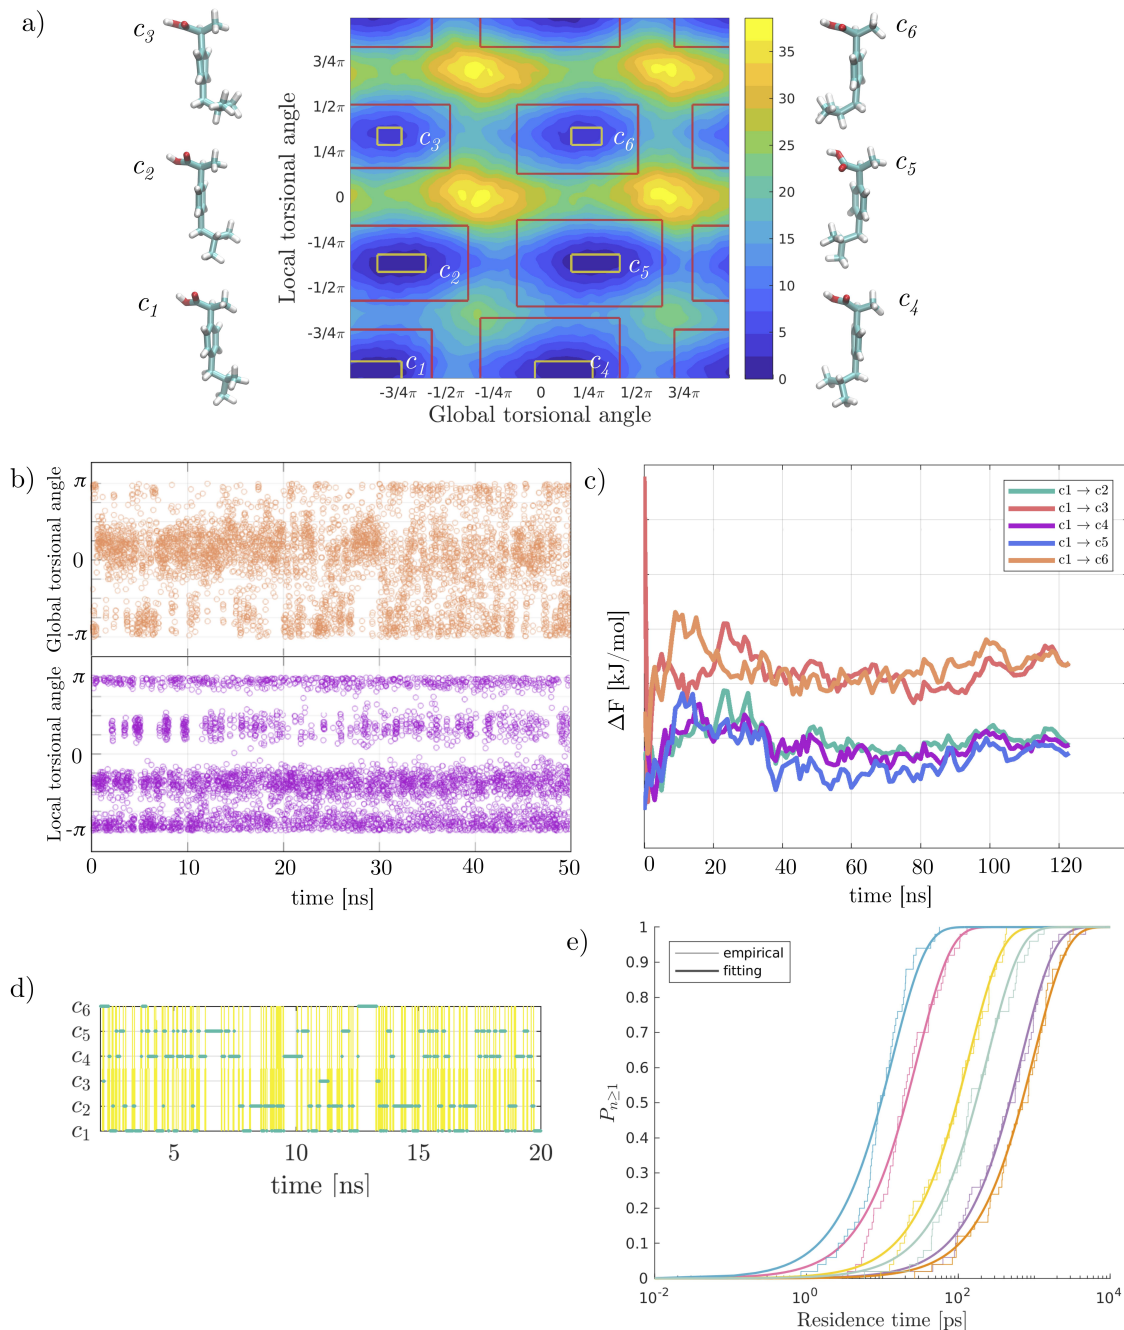 a)
c3
c2
c1
Local torsional angle
3/4π
1/2π
1/4π
0
-1/4π
-1/2π
-3/4π
c3
c6
c2
c5
c1
c4
-3/4π
-1/2π
-1/4π
0
1/4π
1/2π
3/4π
Global torsional angle
35
30
25
20
15
10
5
0
c6
c5
c4
b)
Global torsional angle
π
0
-π
Local torsional angle
π
0
-π
0
10
20
30
40
50
time [ns]
c)
ΔF [kJ/mol]
c1 → c2
c1 → c3
c1 → c4
c1 → c5
c1 → c6
0
20
40
60
80
100
120
time [ns]
d)
c6
c5
c4
c3
c2
c1
5
10
15
20
time [ns]
e)
Pn≥1
1
0.9
0.8
0.7
0.6
0.5
0.4
0.3
0.2
0.1
0
empirical
fitting
10-2
100
102
104
Residence time [ps]